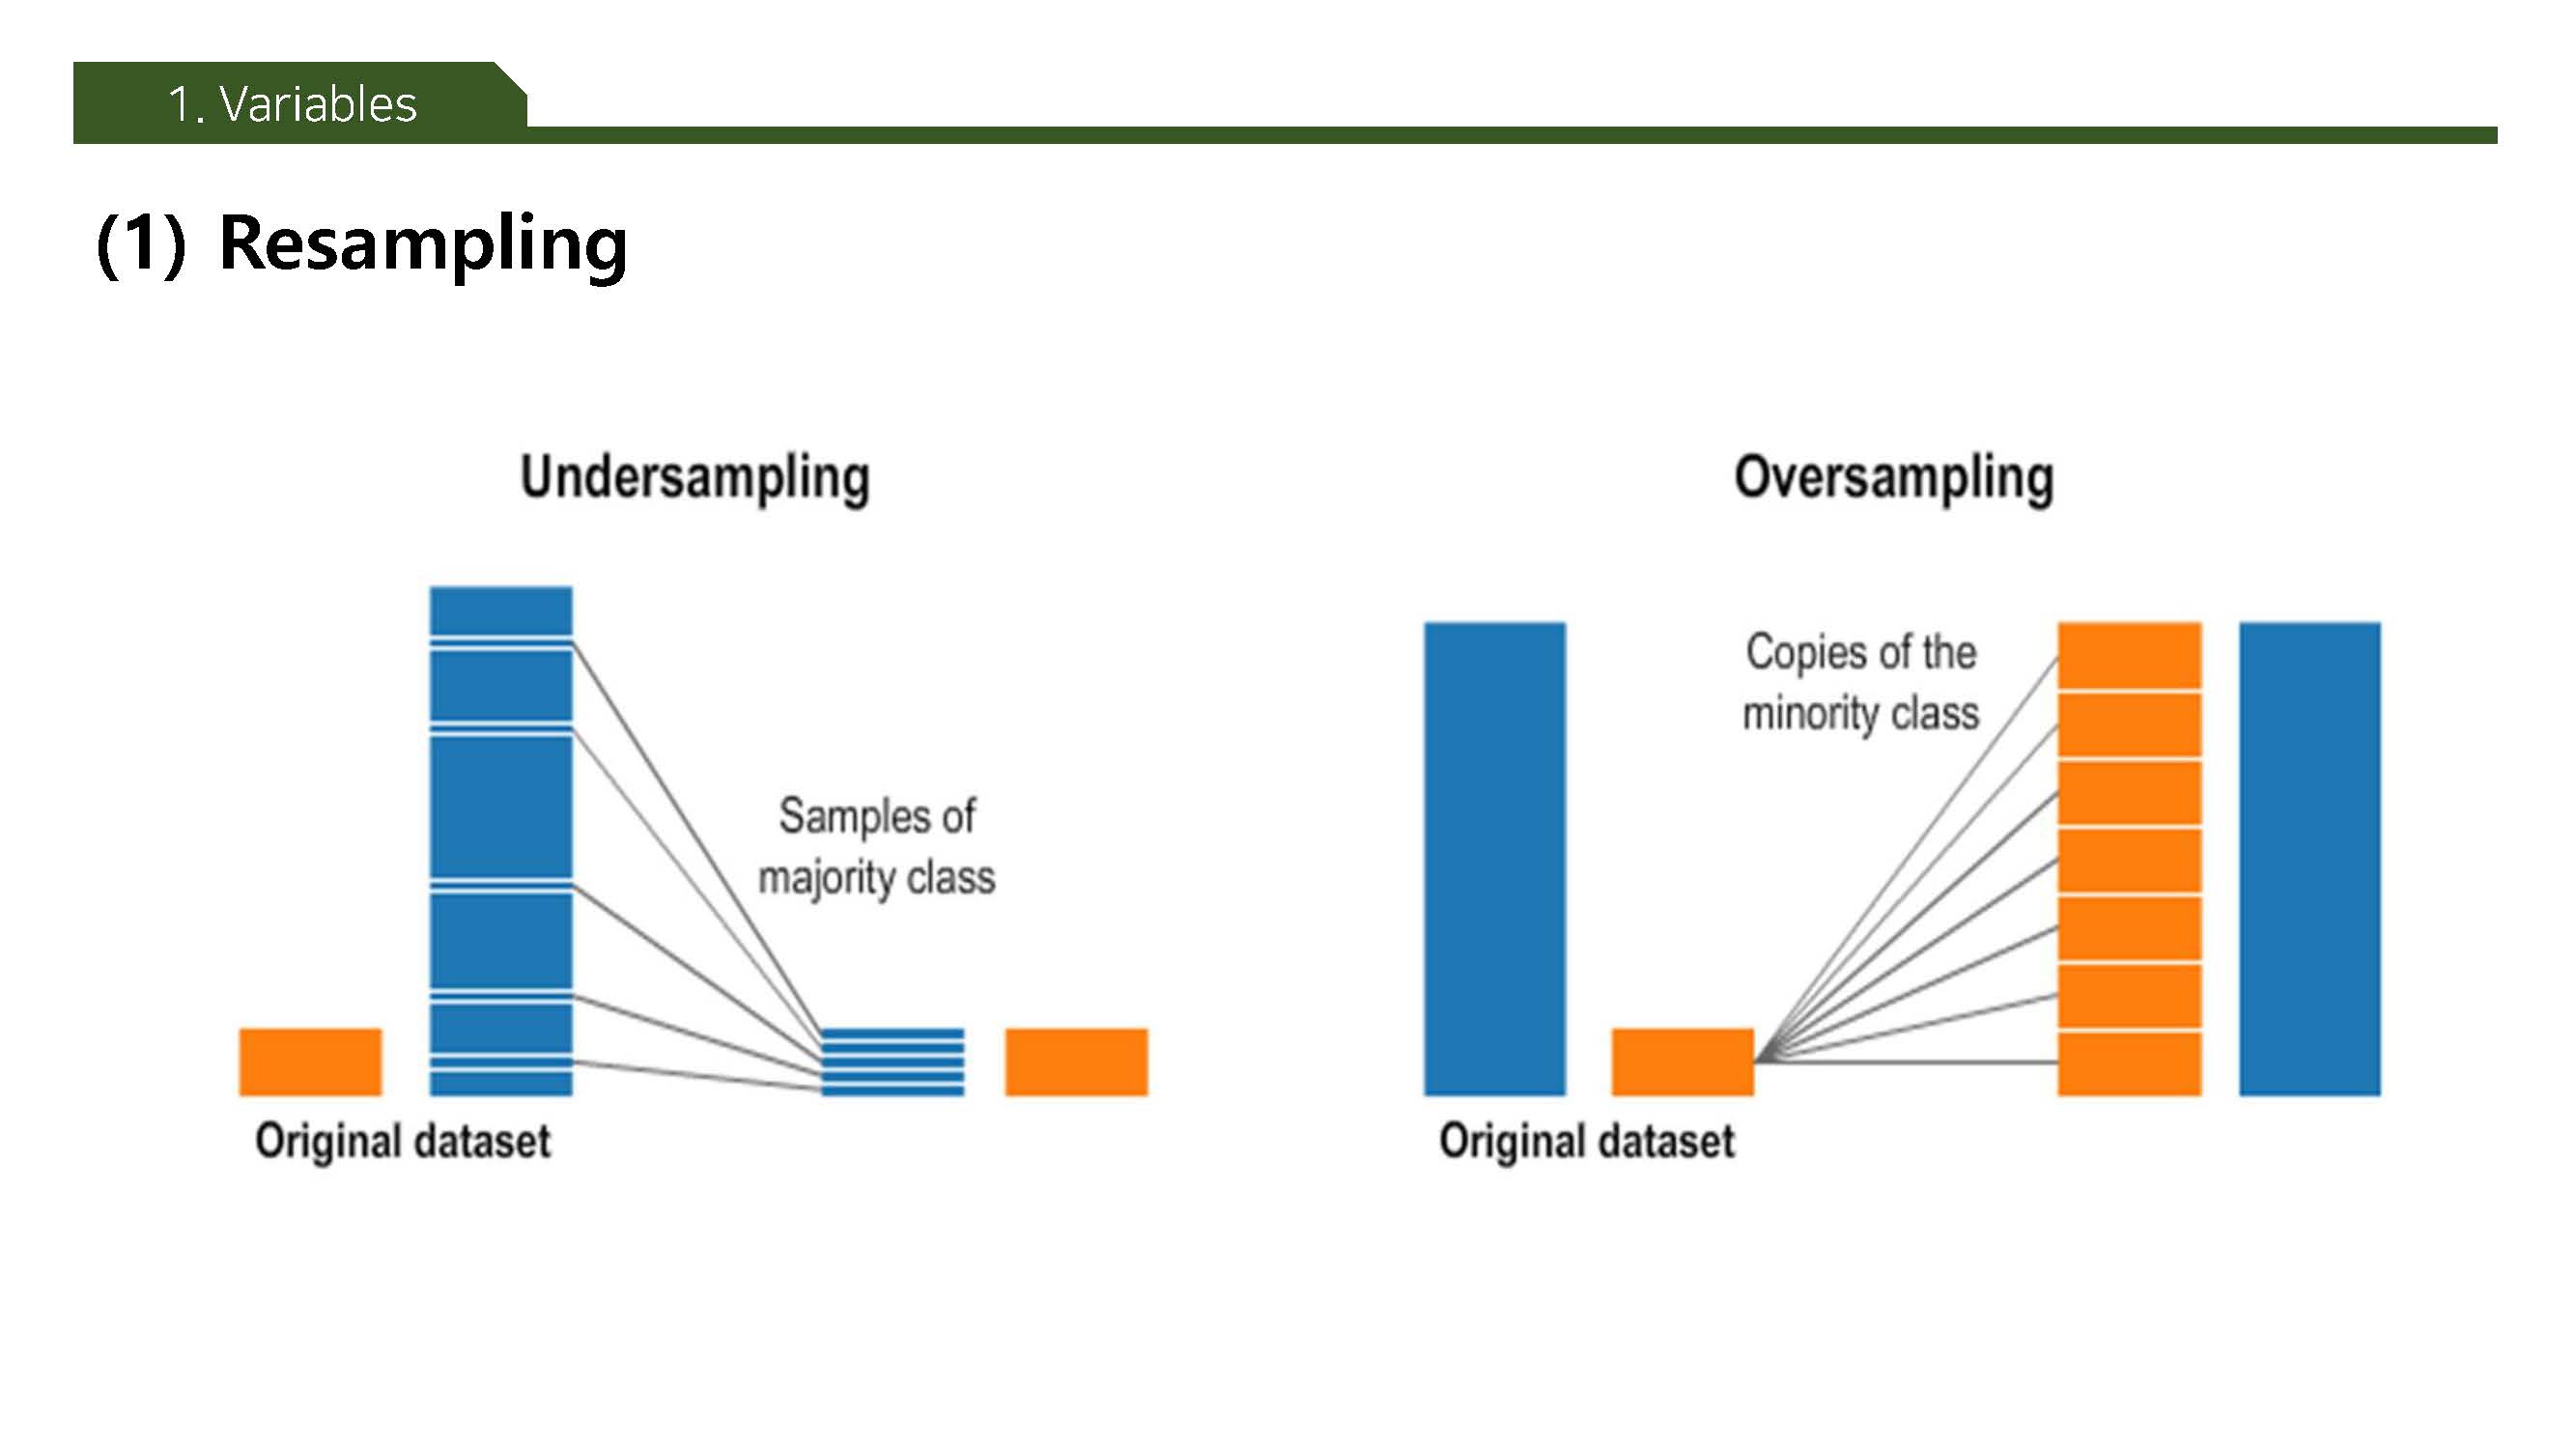 1. Variables
(1) Resampling
Undersampling
Samples of
majority class
Original dataset
Oversampling
Copies of the
minority class
Original dataset